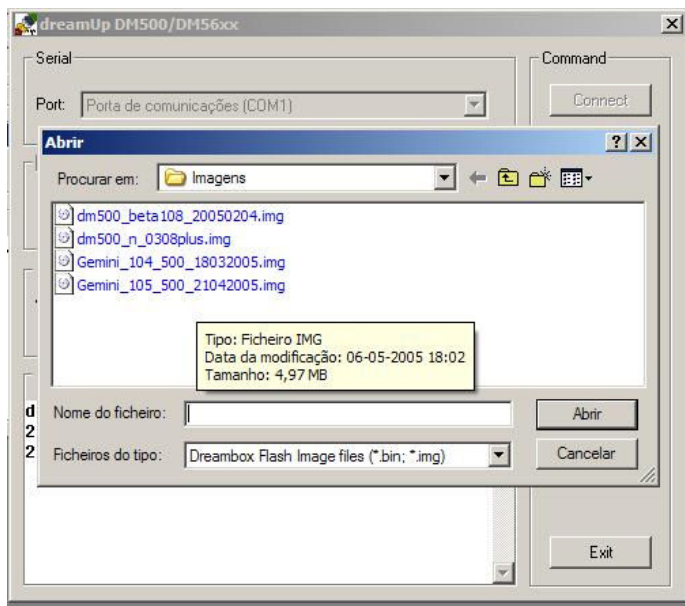 dreamUp DM500/DM56xx
Serial
Command
Port: Porta de comunicações (COM1)
Connect
Abrir
Procurar em: Imagens
dm500_beta108_20050204.img
dm500_n_0308plus.img
Gemini_104_500_18032005.img
Gemini_105_500_21042005.img
Tipo: Ficheiro IMG
Data da modificação: 06-05-2005 18:02
Tamanho: 4,97 MB
d
2
2
Nome do ficheiro:
Abrir
Ficheiros do tipo: Dreambox Flash Image files (*.bin; *.img)
Cancelar
Exit